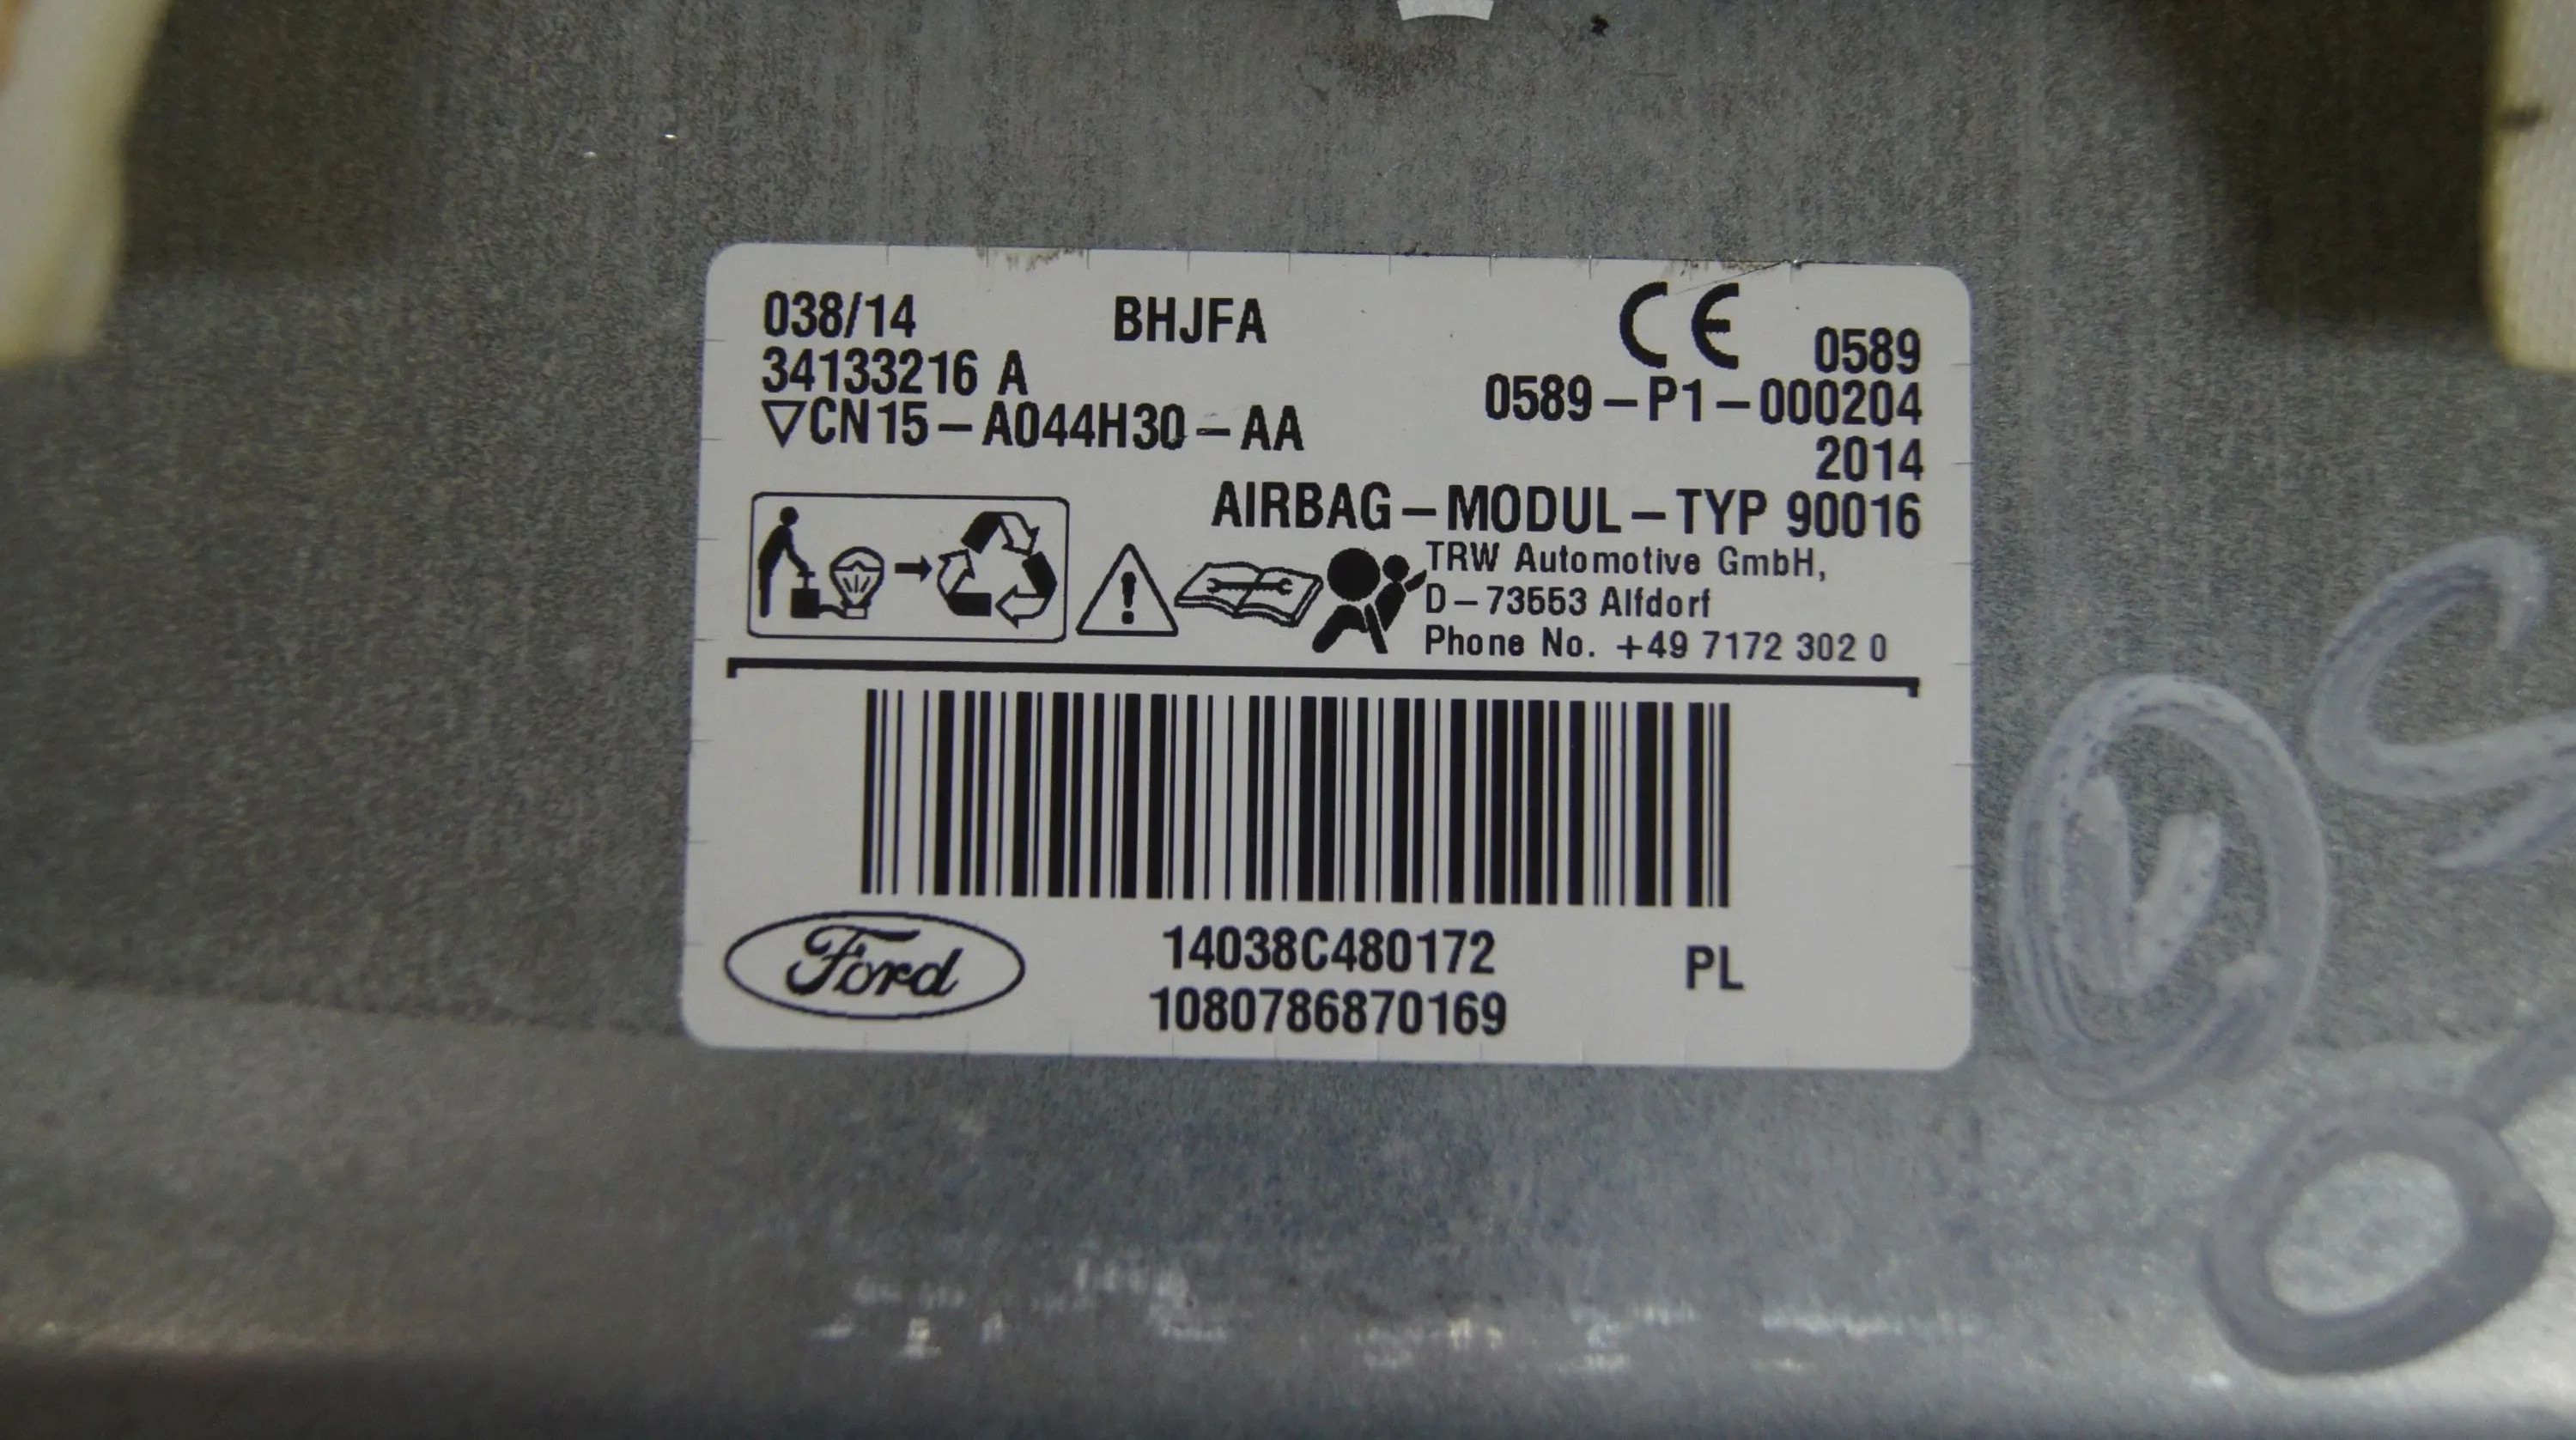 038/14 BHJFA CE 0589
34133216 A 0589-P1-000204
▽CN15-A044H30-AA 2014
AIRBAG-MODUL-TYP 90016
TRW Automotive GmbH,
D-73553 Alfdorf
Phone No. +49 7172 302 0
Ford
14038C480172 PL
1080786870169